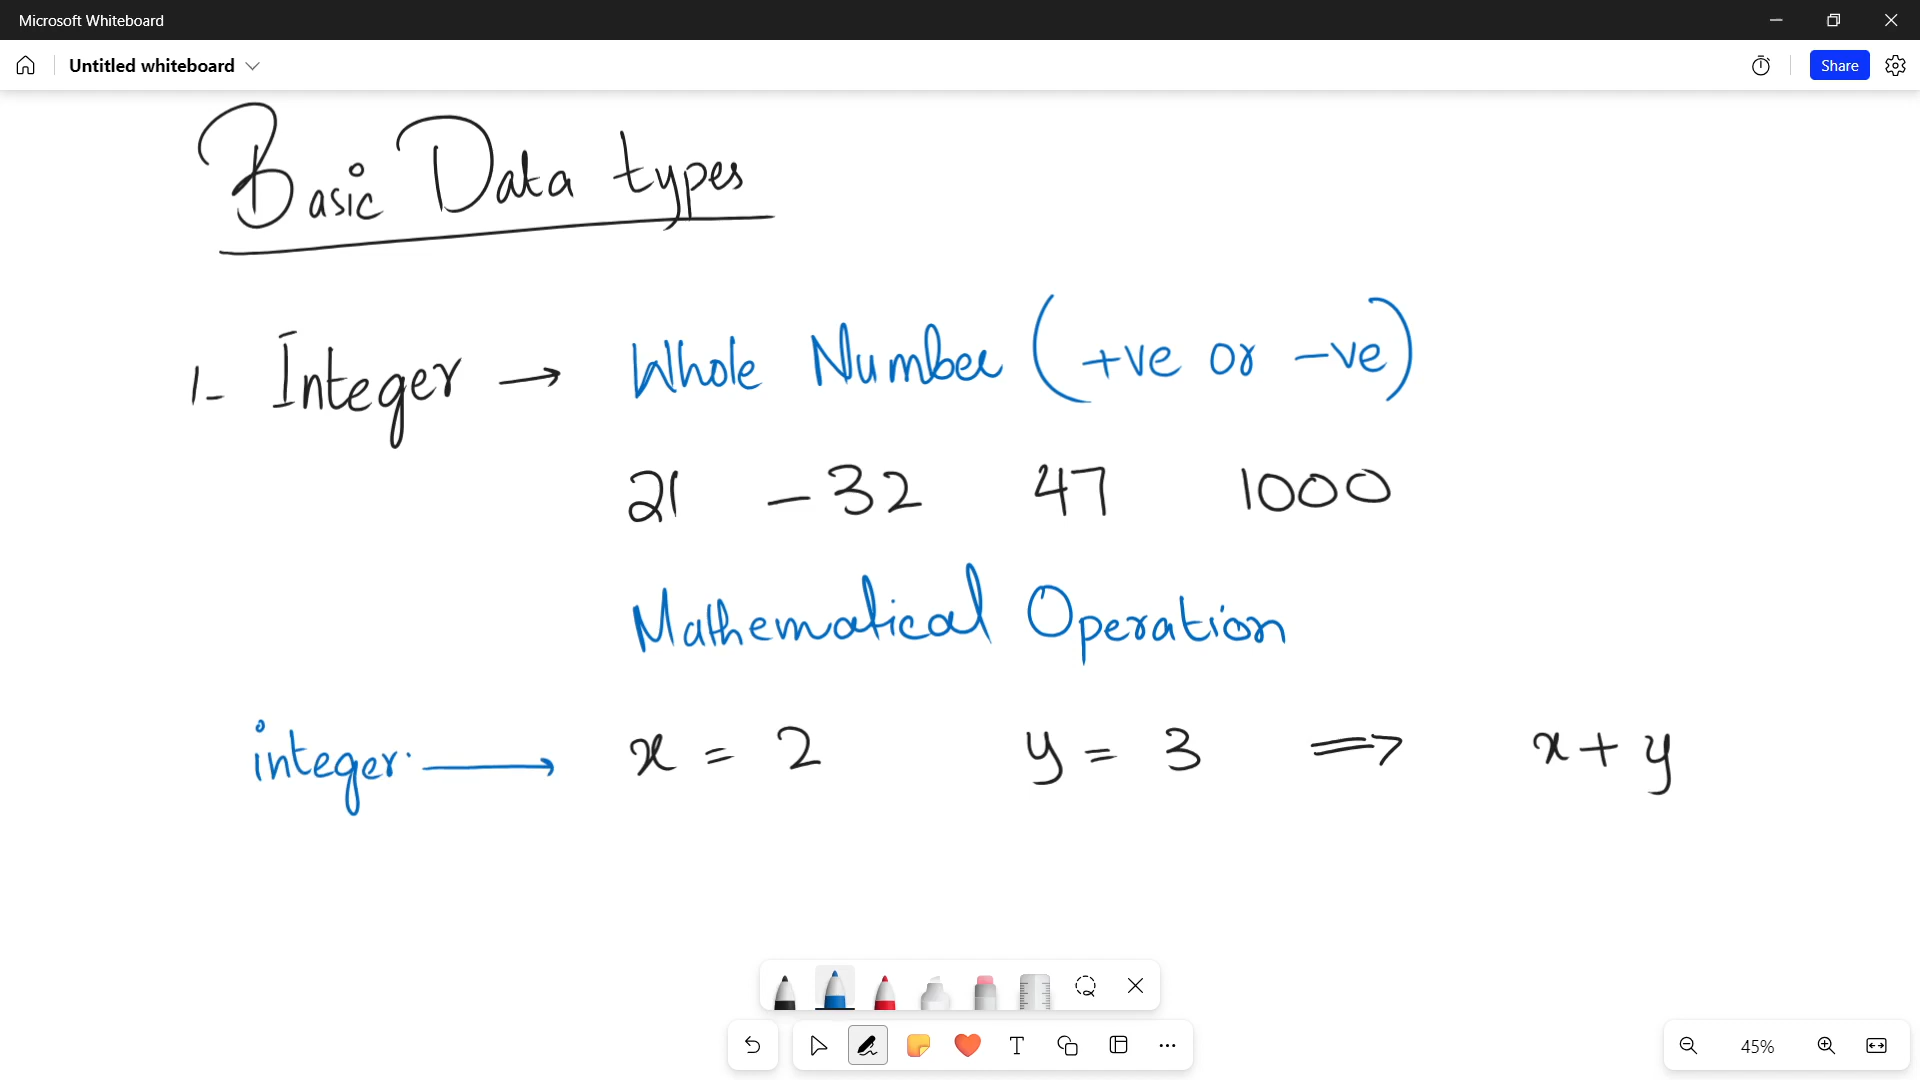 Microsoft Whiteboard
Untitled whiteboard
Share
Basic Data types
1- Integer → Whole Number (+ve or -ve)
21 -32 47 1000
Mathematical Operation
integer → x = 2 y = 3 ⇒ x + y
45%